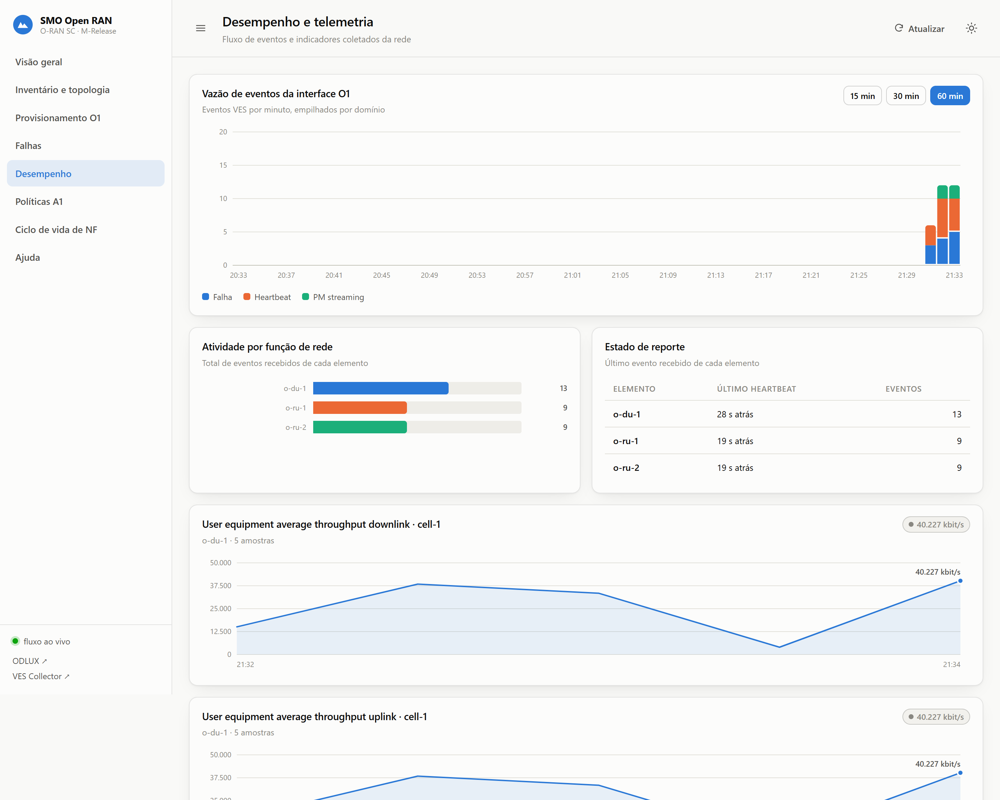 SMO Open RAN
O-RAN SC · M-Release
Visão geral
Inventário e topologia
Provisionamento O1
Falhas
Desempenho
Políticas A1
Ciclo de vida de NF
Ajuda
fluxo ao vivo
ODLUX ↗
VES Collector ↗
Desempenho e telemetria
Fluxo de eventos e indicadores coletados da rede
Atualizar
Vazão de eventos da interface O1
Eventos VES por minuto, empilhados por domínio
15 min
30 min
60 min
20
15
10
5
0
20:33 20:37 20:41 20:45 20:49 20:53 20:57 21:01 21:05 21:09 21:13 21:17 21:21 21:25 21:29 21:33
Falha Heartbeat PM streaming
Atividade por função de rede
Total de eventos recebidos de cada elemento
o-du-1 13
o-ru-1 9
o-ru-2 9
Estado de reporte
Último evento recebido de cada elemento
ELEMENTO ÚLTIMO HEARTBEAT EVENTOS
o-du-1 28 s atrás 13
o-ru-1 19 s atrás 9
o-ru-2 19 s atrás 9
User equipment average throughput downlink · cell-1
o-du-1 · 5 amostras
40.227 kbit/s
50.000
40.227 kbit/s
37.500
25.000
12.500
0
21:32 21:34
User equipment average throughput uplink · cell-1
o-du-1 · 5 amostras
40.227 kbit/s
50.000
40.227 kbit/s
37.500